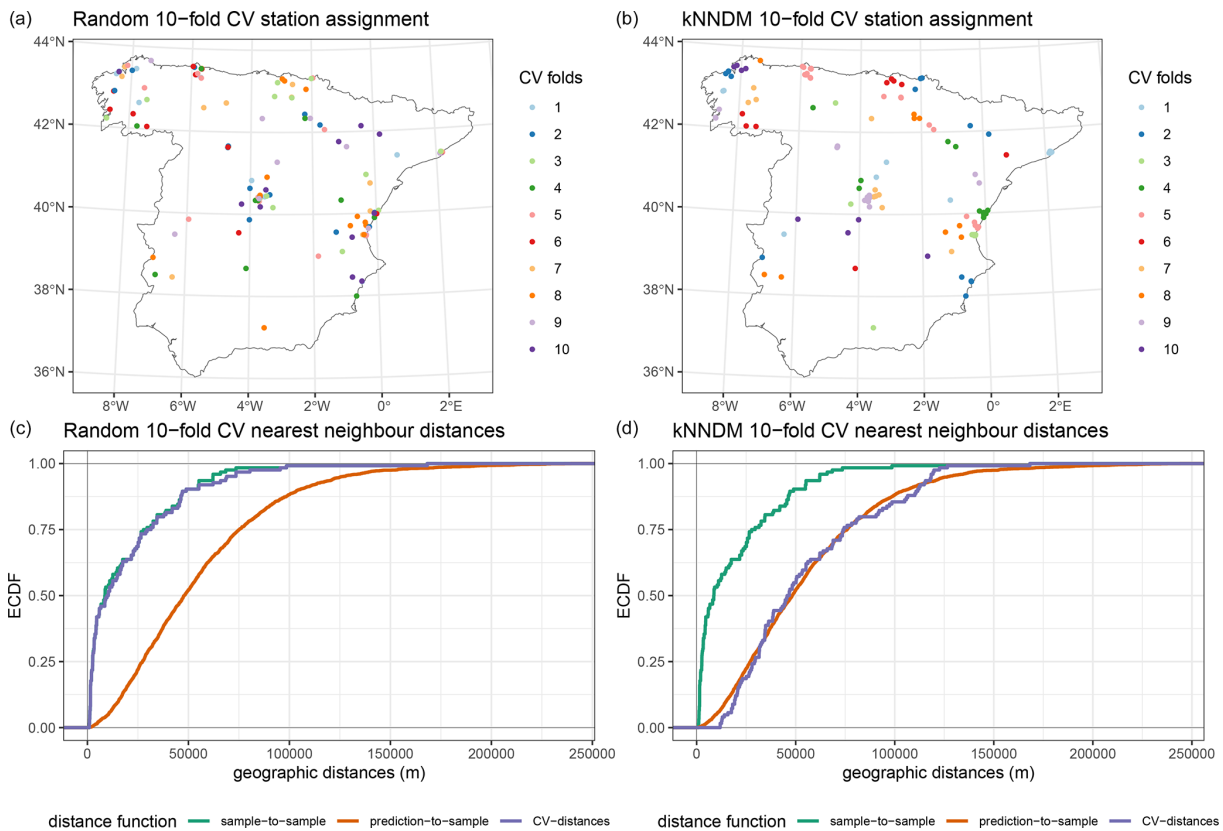 (a) Random 10−fold CV station assignment
44°N
42°N
40°N
38°N
36°N
8°W 6°W 4°W 2°W 0° 2°E
CV folds
1
2
3
4
5
6
7
8
9
10
(b) kNNDM 10−fold CV station assignment
44°N
42°N
40°N
38°N
36°N
8°W 6°W 4°W 2°W 0° 2°E
CV folds
1
2
3
4
5
6
7
8
9
10
(c) Random 10−fold CV nearest neighbour distances
ECDF
1.00
0.75
0.50
0.25
0.00
0 50000 100000 150000 200000 250000
geographic distances (m)
distance function sample−to−sample prediction−to−sample CV−distances
(d) kNNDM 10−fold CV nearest neighbour distances
ECDF
1.00
0.75
0.50
0.25
0.00
0 50000 100000 150000 200000 250000
geographic distances (m)
distance function sample−to−sample prediction−to−sample CV−distances